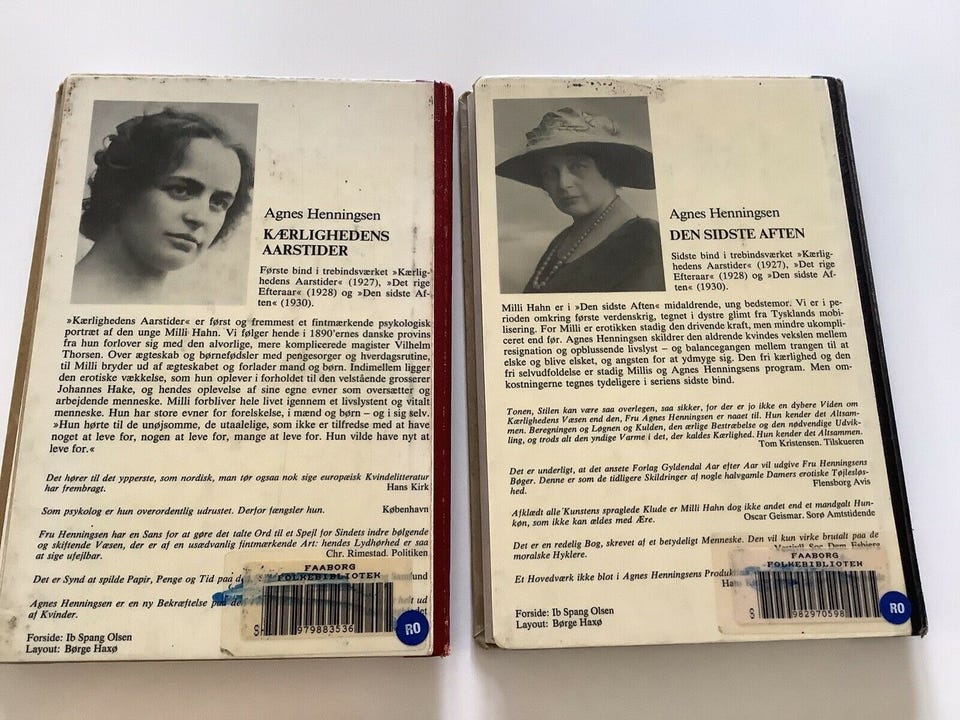 Agnes Henningsen
KÆRLIGHEDENS
AARSTIDER
Første bind i trebindsværket »Kærlig-
hedens Aarstider« (1927), »Det rige
Efteraar« (1928) og »Den sidste Af-
ten« (1930).
»Kærlighedens Aarstider« er først og fremmest et fintmærkende psykologisk
portræt af den unge Milli Hahn. Vi følger hende i 1890'ernes danske provins
fra hun forlover sig med den alvorlige, mere komplicerede magister Vilhelm
Thorsen. Over ægteskab og børnefødsler med pengesorger og hverdagsrutine,
til Milli bryder ud af ægteskabet og forlader mand og børn. Indimellem ligger
den erotiske vækkelse, som hun oplever i forholdet til den velstående grosserer
Johannes Hake, og hendes oplevelse af sine egne evner som oversætter og
arbejdende menneske. Milli forbliver hele livet igennem et livslystent og vitalt
menneske. Hun har store evner for forelskelse, i mænd og børn – og i sig selv.
»Hun hørte til de unøjsomme, de utaalelige, som ikke er tilfredse med at have
noget at leve for, nogen at leve for, mange at leve for. Hun vilde have nyt at
leve for.«
Det hører til det ypperste, som nordisk, man tør ogsaa nok sige europæisk Kvindelitteratur
har frembragt.
Hans Kirk
Som psykolog er hun overordentlig udrustet. Derfor fængsler hun.
København
Fru Henningsen har en Sans for at gøre det talte Ord til et Spejl for Sindets indre bølgende
og skiftende Væsen, der er af en usædvanlig fintmærkende Art: hendes Lydhørhed er saa
at sige ufejlbar.
Chr. Rimestad. Politiken
Det er Synd at spilde Papir, Penge og Tid paa
Agnes Henningsen er en ny Bekræftelse paa
ud
af Kvinder.
Forside: Ib Spang Olsen
Layout: Børge Haxø
FAABORG
FOLKEBIBLIOTEK
979883536
RO
Agnes Henningsen
DEN SIDSTE AFTEN
Sidste bind i trebindsværket »Kærlig-
hedens Aarstider« (1927), »Det rige
Efteraar« (1928) og »Den sidste Af-
ten« (1930).
Milli Hahn er i »Den sidste Aften« midaldrende, ung bedstemor. Vi er i pe-
rioden omkring første verdenskrig, tegnet i dystre glimt fra Tysklands mobi-
lisering. For Milli er erotikken stadig den drivende kraft, men mindre ukompli-
ceret end før. Agnes Henningsen skildrer den aldrende kvindes vekslen mellem
resignation og opblussende livslyst – og balancegangen mellem trangen til at
elske og blive elsket, og angsten for at ydmyge sig. Den fri kærlighed og den
fri selvudfoldelse er stadig Millis og Agnes Henningsens program. Men om-
kostningerne tegnes tydeligere i seriens sidste bind.
Tonen, Stilen kan være saa overlegen, saa sikker, for der er jo ikke en dybere Viden om
Kærlighedens Væsen end den, Fru Agnes Henningsen er naaet til. Hun kender det Altsam-
men. Beregningen og Løgnen og Kulden, den ærlige Bestræbelse og den nødvendige Udvik-
ling, og trods alt den yndige Varme i det, der kaldes Kærlighed. Hun kender det Altsammen.
Tom Kristensen. Tilskueren
Det er underligt, at det ansete Forlag Gyldendal Aar efter Aar vil udgive Fru Henningsens
Bøger. Denne er som de tidligere Skildringer af nogle halvgamle Damers erotiske Tøjlesløs-
hed.
Flensborg Avis
Afklædt alle Kunstens spraglede Klude er Milli Hahn dog ikke andet end et mandgalt Hun-
køn, som ikke kan ældes med Ære.
Oscar Geismar. Sorø Amtstidende
Det er en redelig Bog, skrevet af et betydeligt Menneske. Den vil kun virke brutalt paa de
moralske Hyklere.
Et Hovedværk ikke blot i Agnes Henningsens
Forside: Ib Spang Olsen
Layout: Børge Haxø
FAABORG
FOLKEBIBLIOTEK
982970598
RO